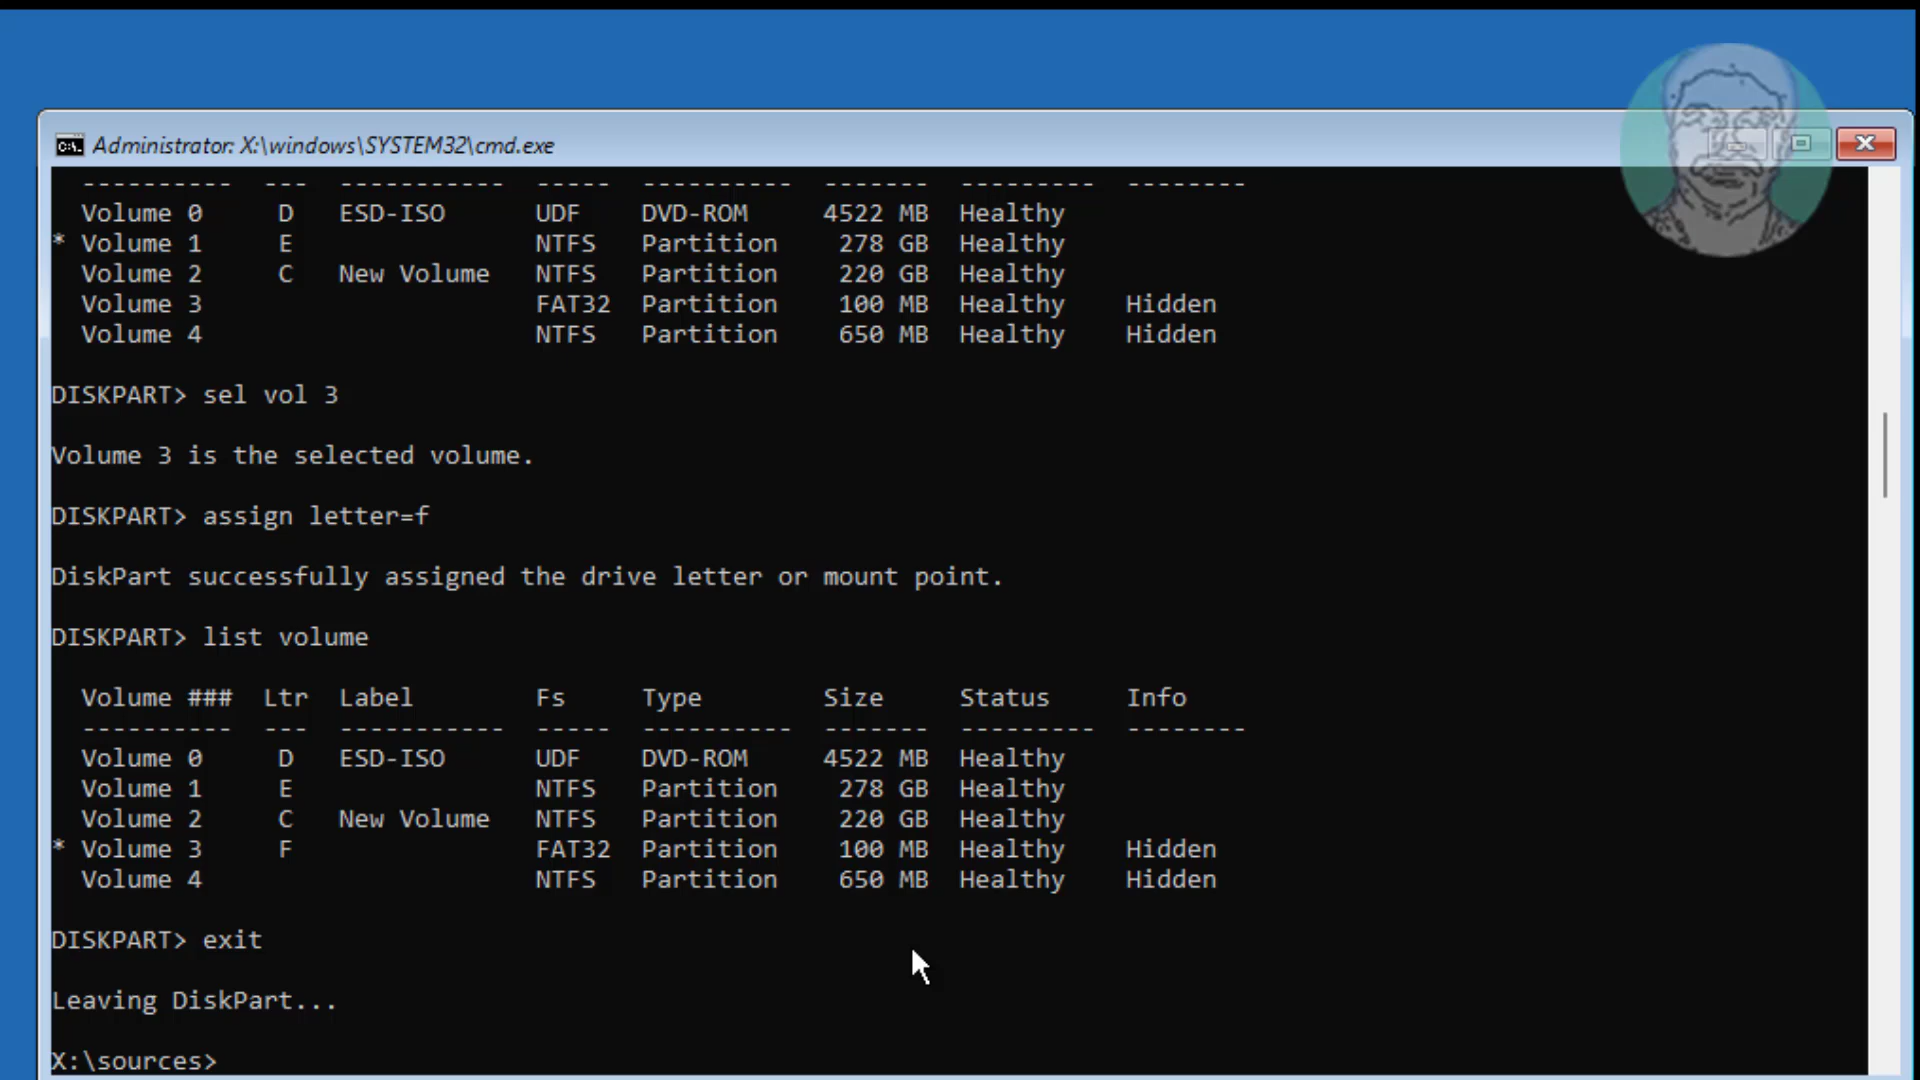 Administrator: X:\windows\SYSTEM32\cmd.exe
---------- --- ----------- ----- ---------- ------- --------- --------
Volume 0 D ESD-ISO UDF DVD-ROM 4522 MB Healthy
* Volume 1 E NTFS Partition 278 GB Healthy
Volume 2 C New Volume NTFS Partition 220 GB Healthy
Volume 3 FAT32 Partition 100 MB Healthy Hidden
Volume 4 NTFS Partition 650 MB Healthy Hidden
DISKPART> sel vol 3
Volume 3 is the selected volume.
DISKPART> assign letter=f
DiskPart successfully assigned the drive letter or mount point.
DISKPART> list volume
Volume ### Ltr Label Fs Type Size Status Info
---------- --- ----------- ----- ---------- ------- --------- --------
Volume 0 D ESD-ISO UDF DVD-ROM 4522 MB Healthy
Volume 1 E NTFS Partition 278 GB Healthy
Volume 2 C New Volume NTFS Partition 220 GB Healthy
* Volume 3 F FAT32 Partition 100 MB Healthy Hidden
Volume 4 NTFS Partition 650 MB Healthy Hidden
DISKPART> exit
Leaving DiskPart...
X:\sources>